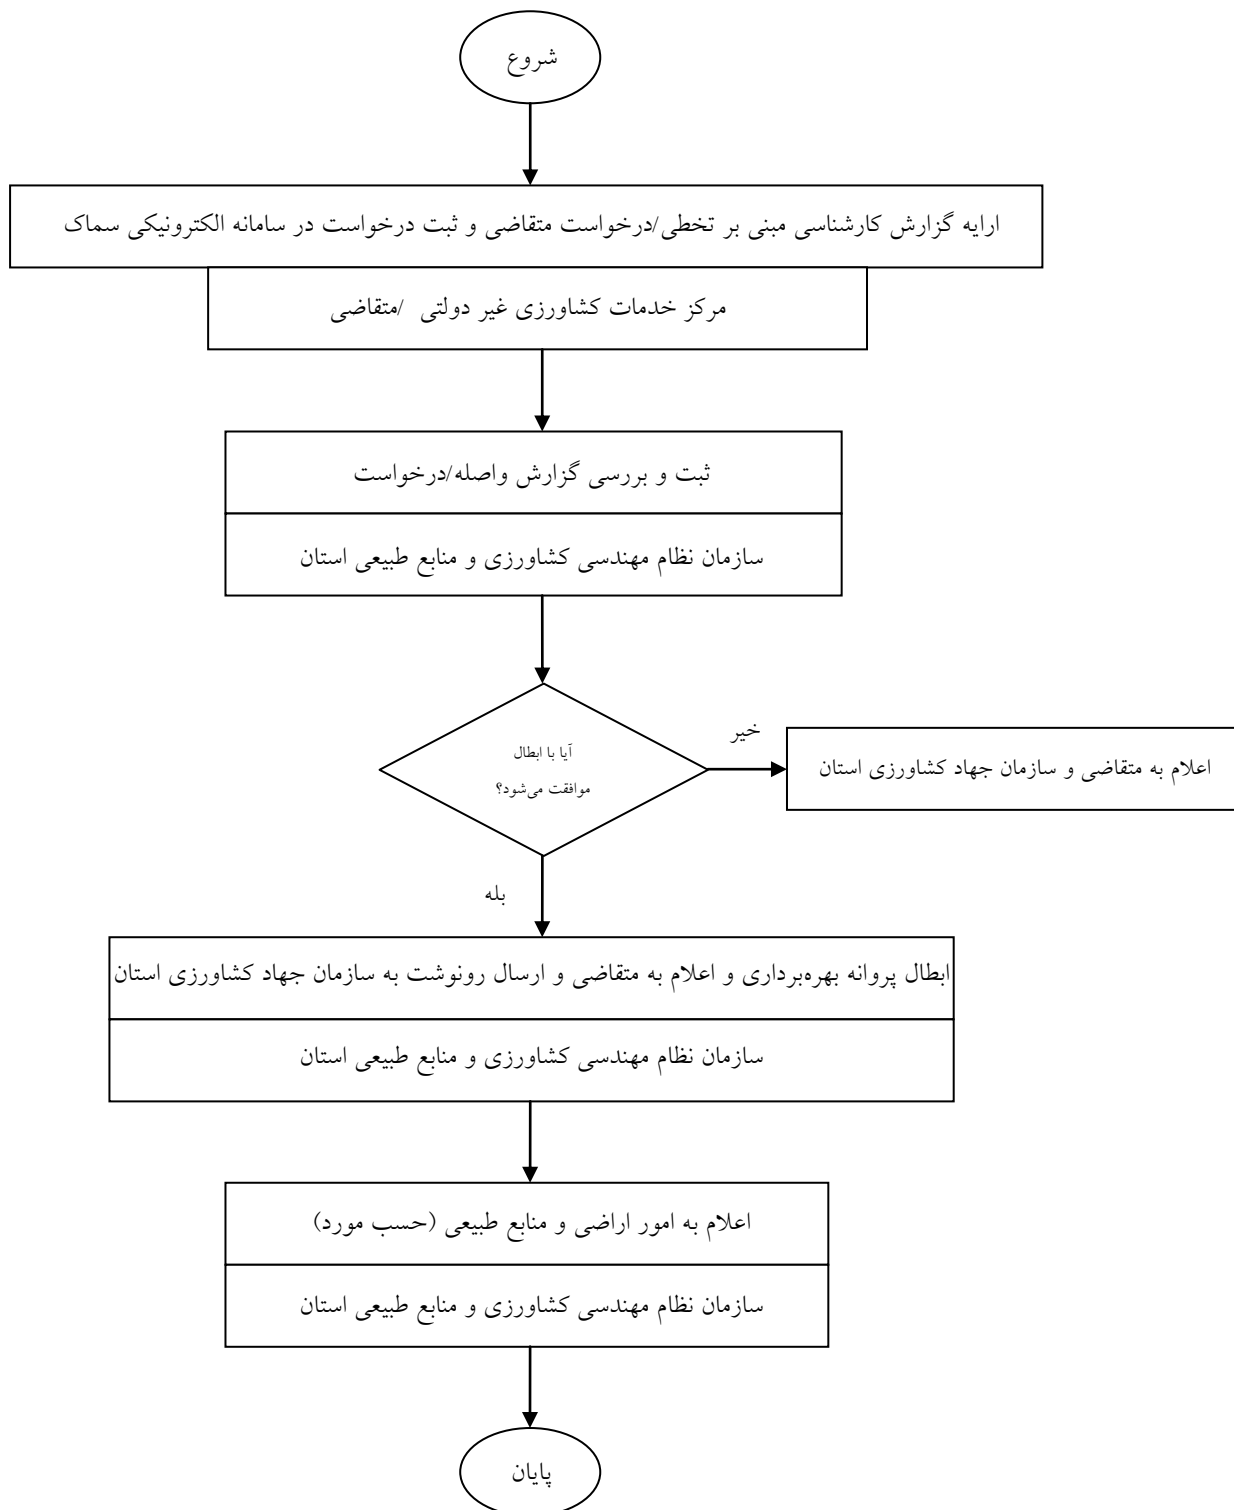 شروع
ارایه گزارش کارشناسی مبنی بر تخطی/درخواست متقاضی و ثبت درخواست در سامانه الکترونیکی سماک
مرکز خدمات کشاورزی غیر دولتی /متقاضی
ثبت و بررسی گزارش واصله/درخواست
سازمان نظام مهندسی کشاورزی و منابع طبیعی استان
آیا با ابطال
موافقت می‌شود؟
خیر
اعلام به متقاضی و سازمان جهاد کشاورزی استان
بله
ابطال پروانه بهره‌برداری و اعلام به متقاضی و ارسال رونوشت به سازمان جهاد کشاورزی استان
سازمان نظام مهندسی کشاورزی و منابع طبیعی استان
اعلام به امور اراضی و منابع طبیعی (حسب مورد)
سازمان نظام مهندسی کشاورزی و منابع طبیعی استان
پایان